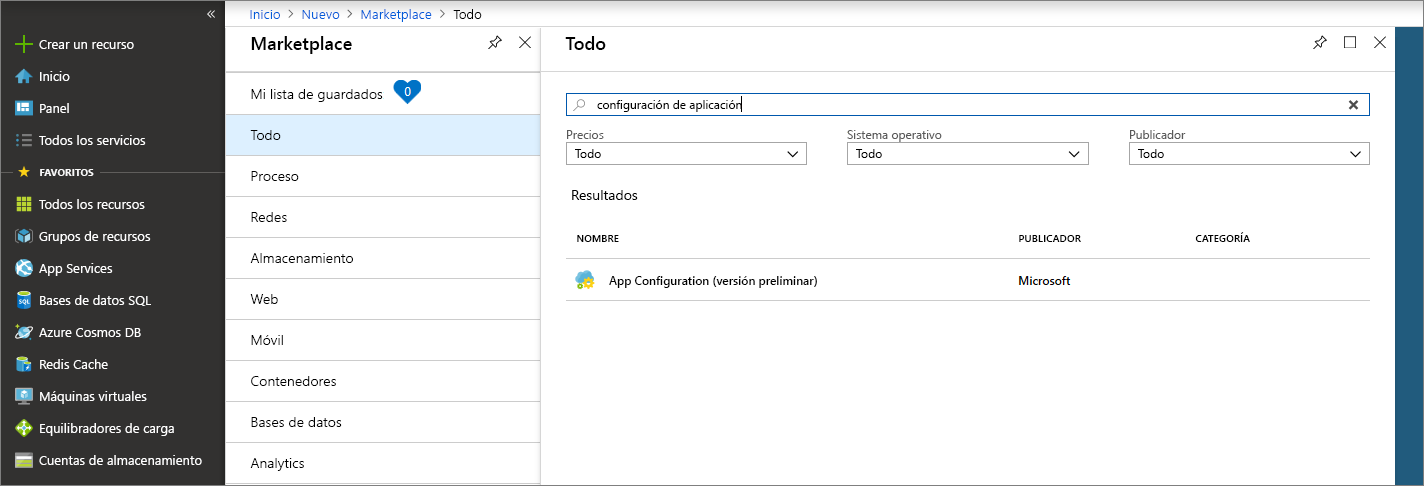 «
Crear un recurso
Inicio
Panel
Todos los servicios
FAVORITOS
Todos los recursos
Grupos de recursos
App Services
Bases de datos SQL
Azure Cosmos DB
Redis Cache
Máquinas virtuales
Equilibradores de carga
Cuentas de almacenamiento
Inicio > Nuevo > Marketplace > Todo
Marketplace
Mi lista de guardados 0
Todo
Proceso
Redes
Almacenamiento
Web
Móvil
Contenedores
Bases de datos
Analytics
Todo
configuración de aplicación
Precios Sistema operativo Publicador
Todo Todo Todo
Resultados
NOMBRE PUBLICADOR CATEGORÍA
App Configuration (versión preliminar) Microsoft